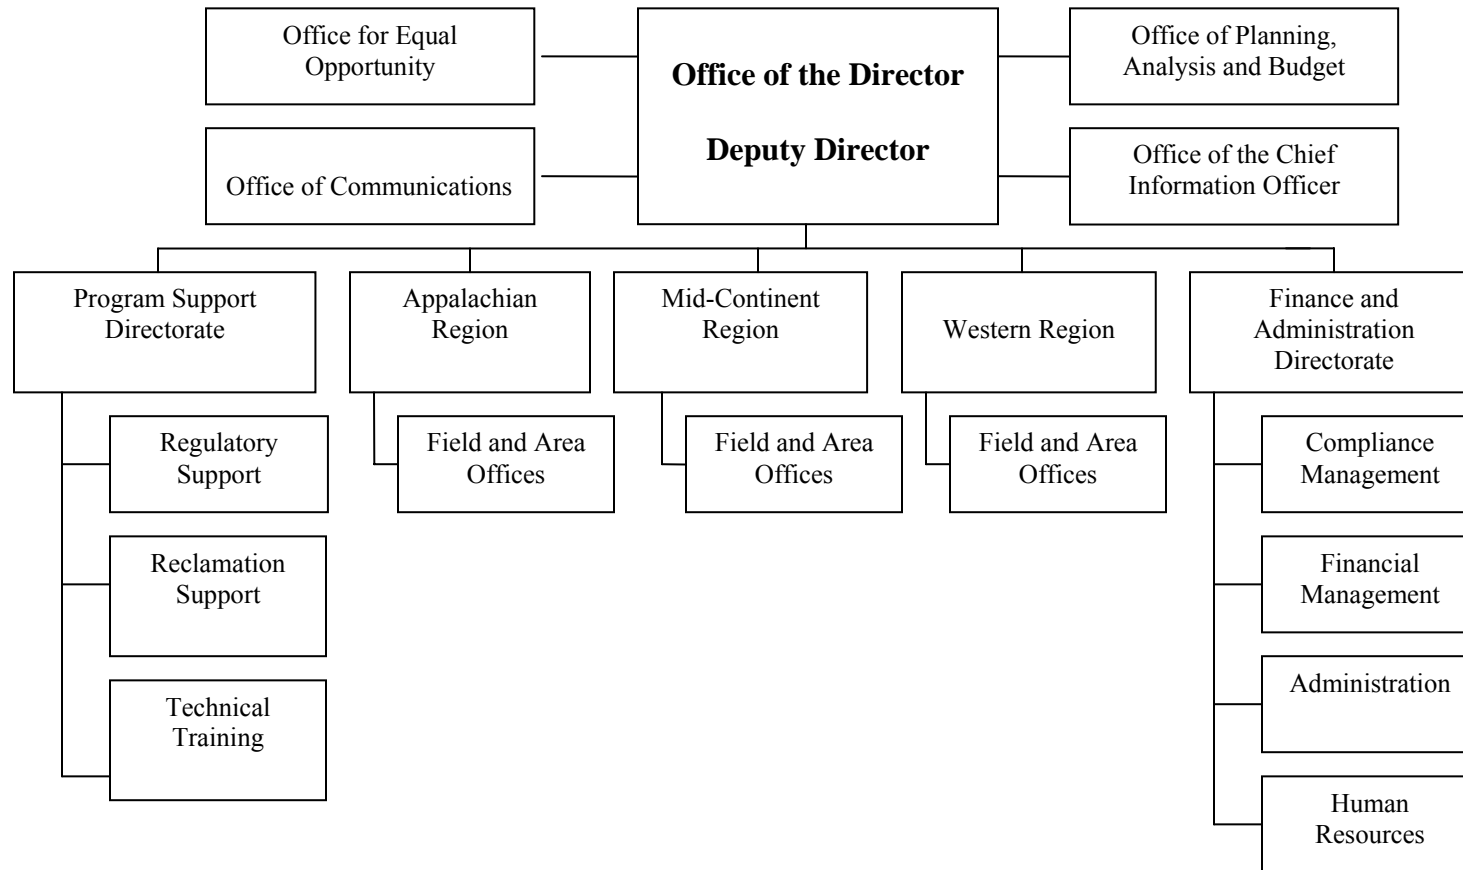 Office for Equal
Opportunity
Office of the Director
Deputy Director
Office of Planning,
Analysis and Budget
Office of Communications
Office of the Chief
Information Officer
Program Support
Directorate
Appalachian
Region
Mid-Continent
Region
Western Region
Finance and
Administration
Directorate
Regulatory
Support
Field and Area
Offices
Field and Area
Offices
Field and Area
Offices
Compliance
Management
Reclamation
Support
Financial
Management
Technical
Training
Administration
Human
Resources